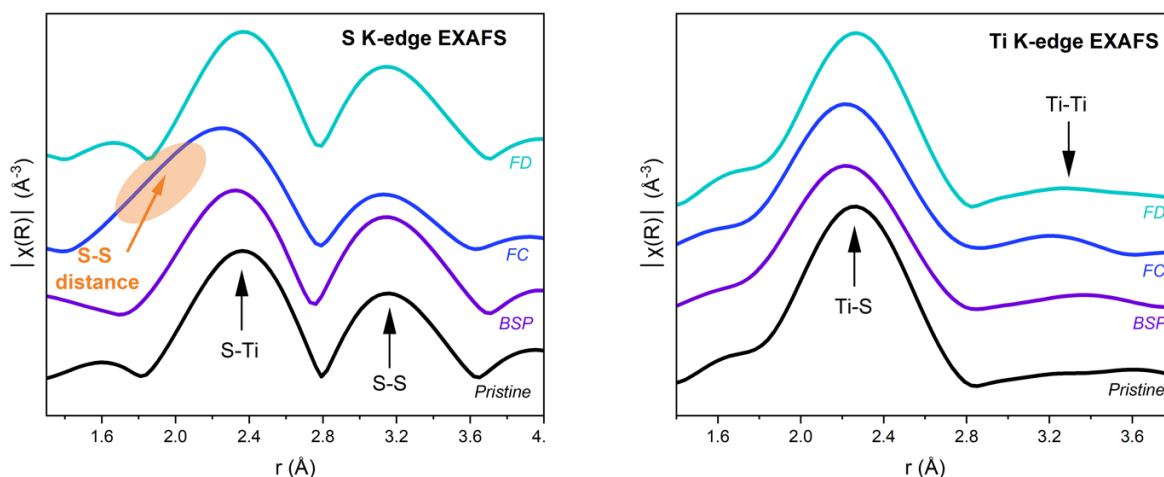 S K-edge EXAFS
FD
FC
BSP
Pristine
S-S
distance
S-Ti
S-S
|χ(R)| (Å-3)
1.6 2.0 2.4 2.8 3.2 3.6 4.
r (Å)
Ti K-edge EXAFS
Ti-Ti
FD
FC
BSP
Ti-S
Pristine
|χ(R)| (Å-3)
1.6 2.0 2.4 2.8 3.2 3.6
r (Å)